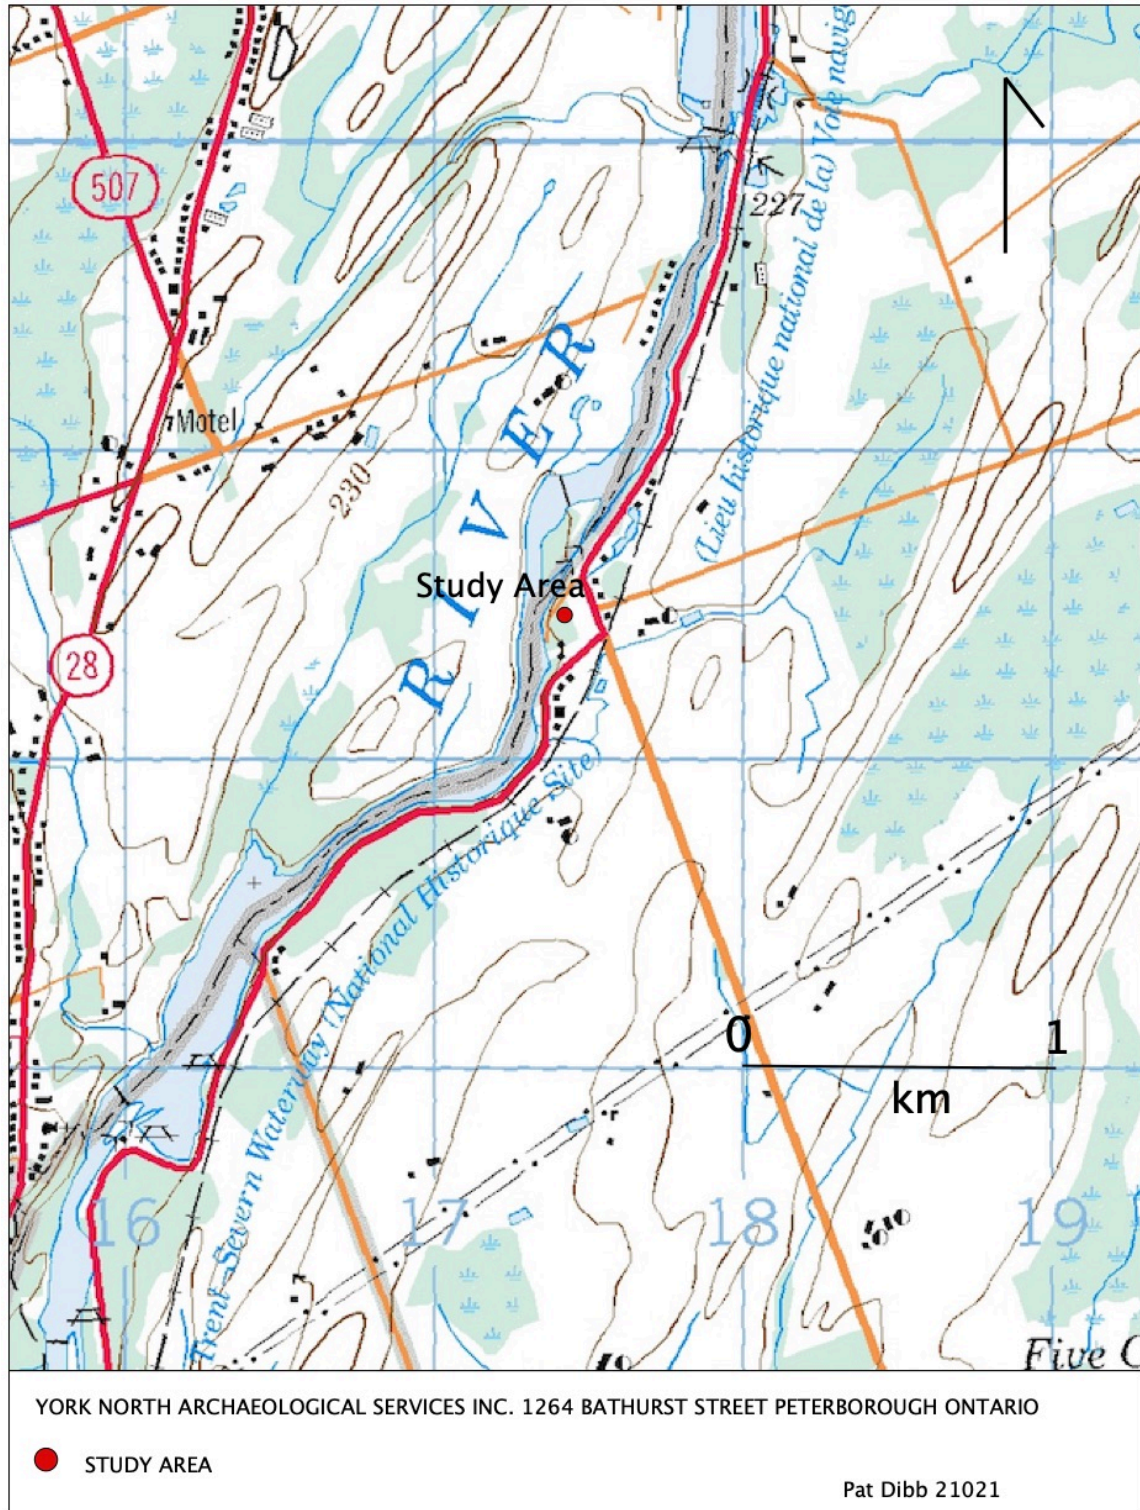 507
227
(Lieu historique national de la) Voie navig
Motel
230
RIVER
Study Area
28
Trent-Severn Waterway (National Historique Site)
0
1
km
16
17
18
19
Five C
YORK NORTH ARCHAEOLOGICAL SERVICES INC. 1264 BATHURST STREET PETERBOROUGH ONTARIO
STUDY AREA
Pat Dibb 21021